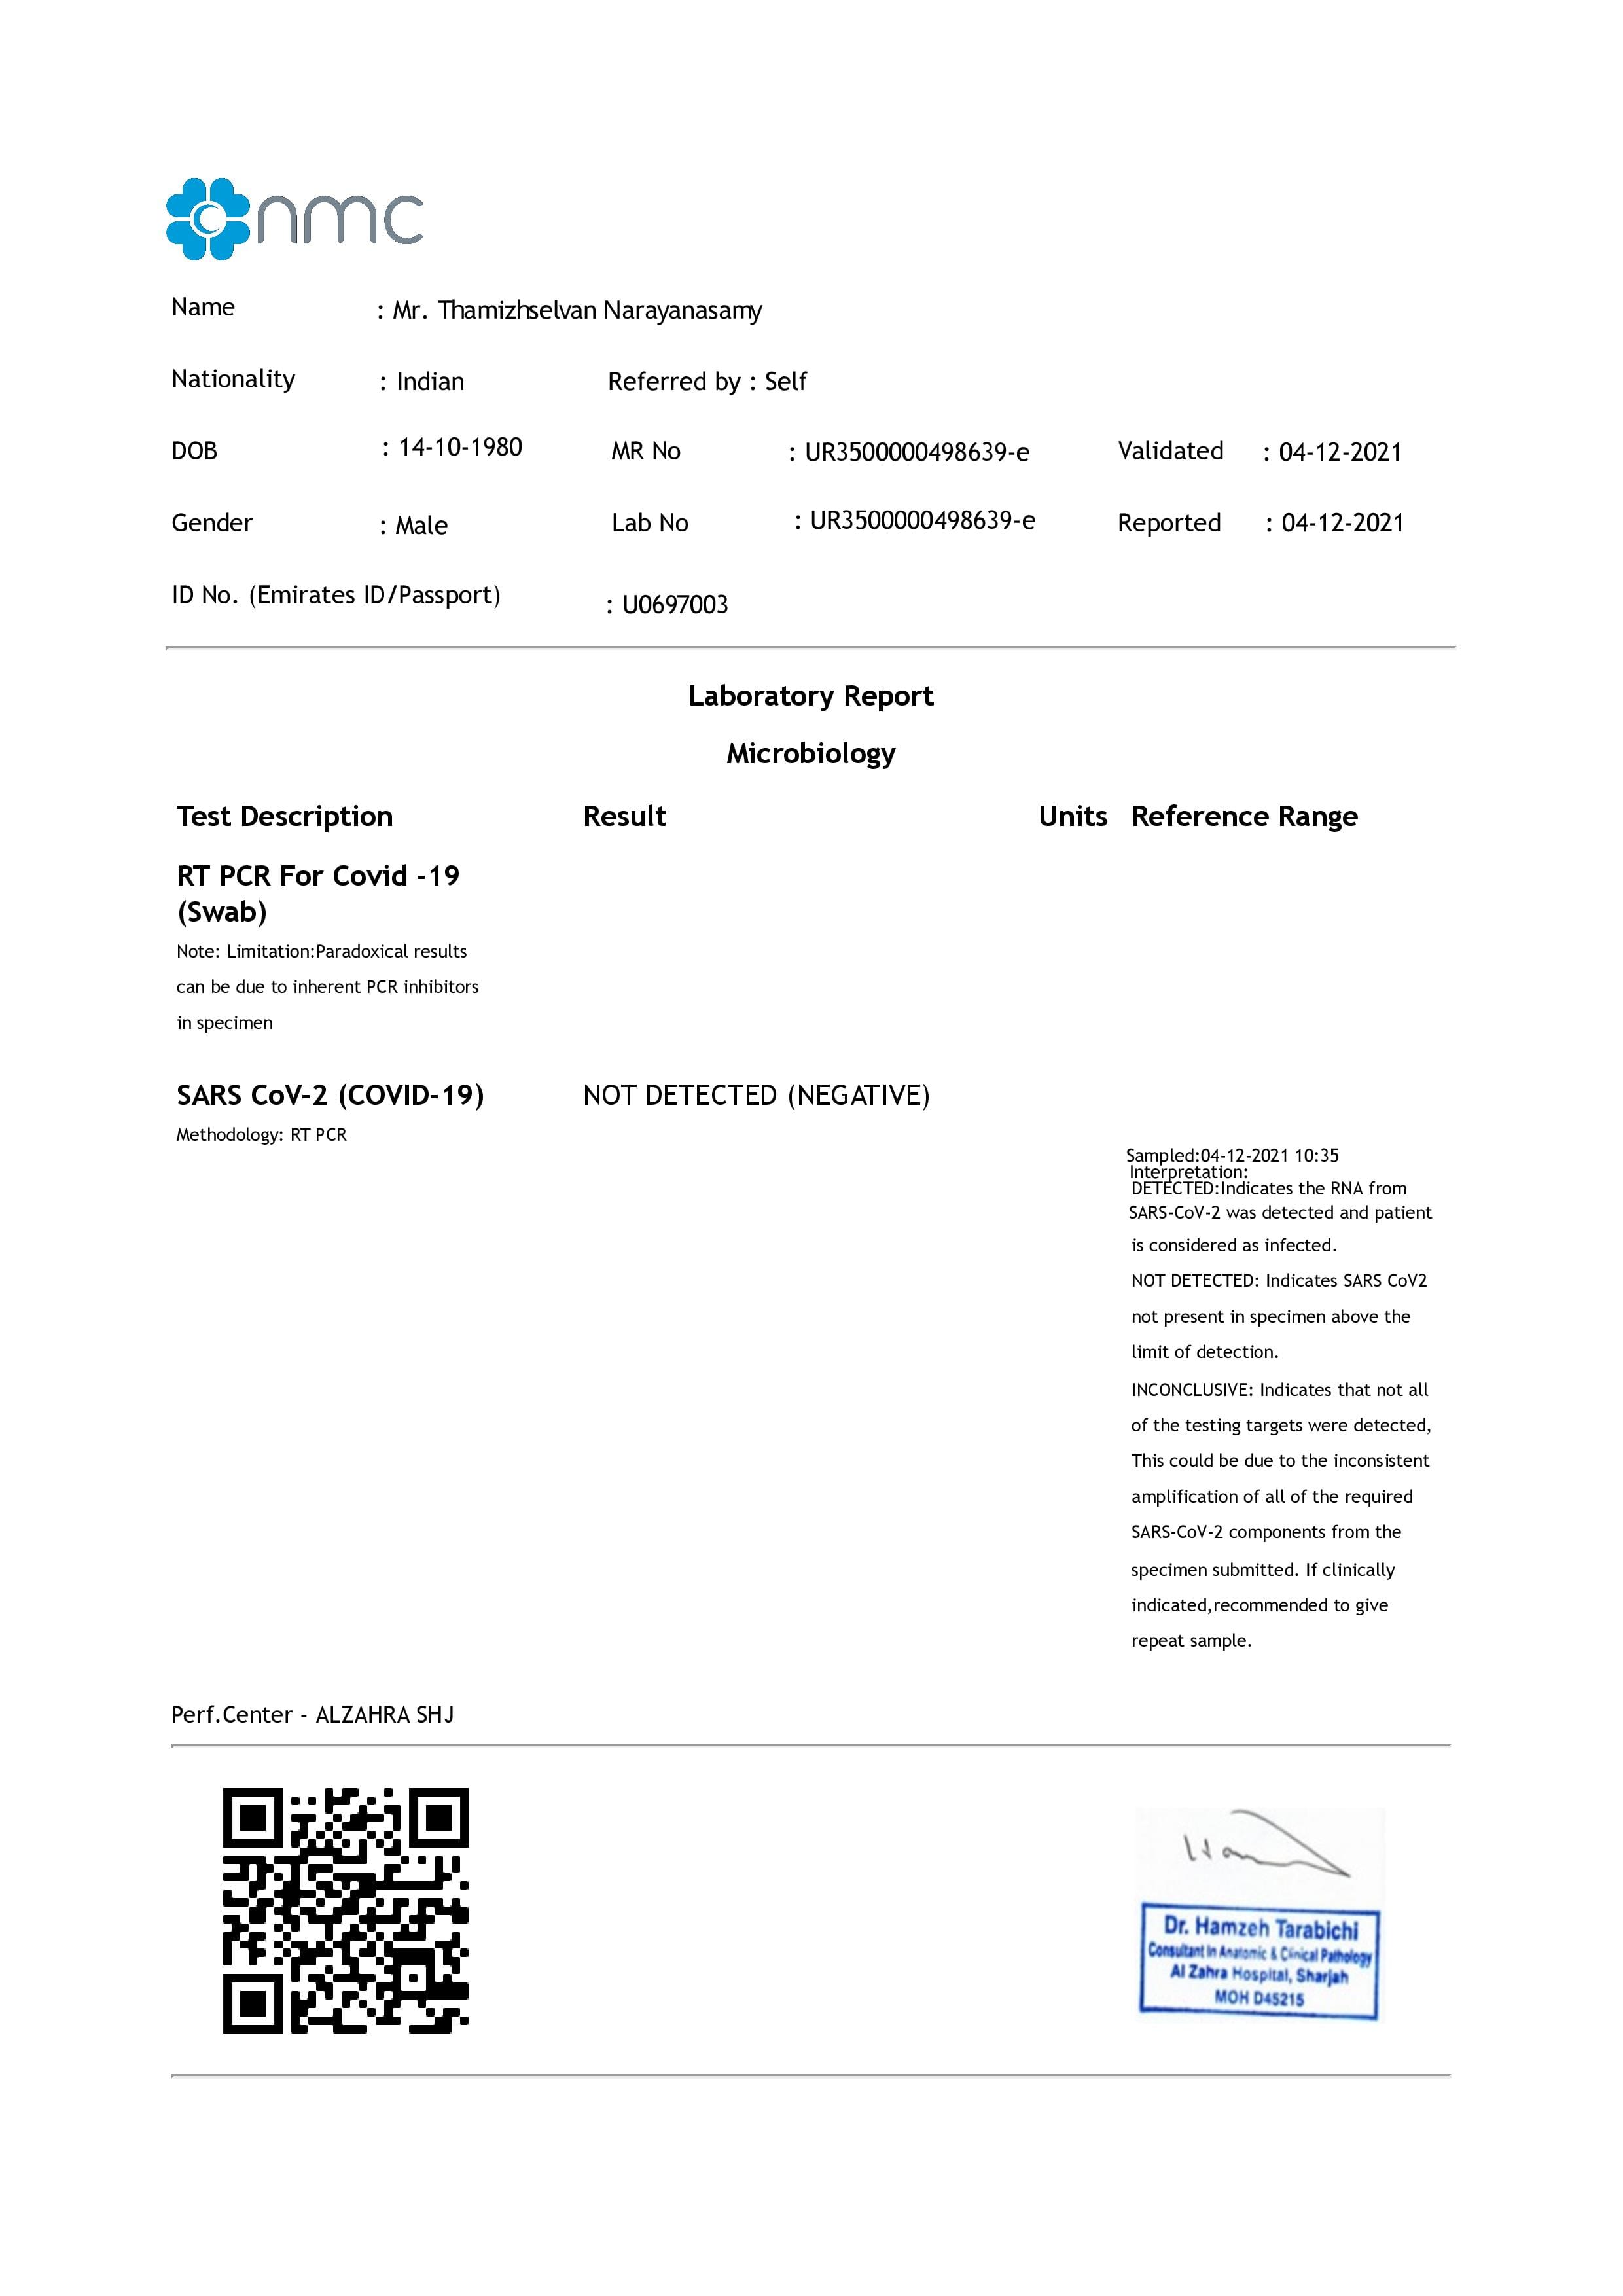 nmc
Name : Mr. Thamizhselvan Narayanasamy
Nationality : Indian Referred by : Self
DOB : 14-10-1980 MR No : UR3500000498639-e Validated : 04-12-2021
Gender : Male Lab No : UR3500000498639-e Reported : 04-12-2021
ID No. (Emirates ID/Passport) : U0697003
Laboratory Report
Microbiology
Test Description Result Units Reference Range
RT PCR For Covid -19
(Swab)
Note: Limitation:Paradoxical results
can be due to inherent PCR inhibitors
in specimen
SARS CoV-2 (COVID-19) NOT DETECTED (NEGATIVE)
Methodology: RT PCR
Sampled:04-12-2021 10:35
Interpretation:
DETECTED:Indicates the RNA from
SARS-CoV-2 was detected and patient
is considered as infected.
NOT DETECTED: Indicates SARS CoV2
not present in specimen above the
limit of detection.
INCONCLUSIVE: Indicates that not all
of the testing targets were detected,
This could be due to the inconsistent
amplification of all of the required
SARS-CoV-2 components from the
specimen submitted. If clinically
indicated,recommended to give
repeat sample.
Perf.Center - ALZAHRA SHJ
Dr. Hamzeh Tarabichi
Consultant In Anatomic & Clinical Pathology
Al Zahra Hospital, Sharjah
MOH D45215